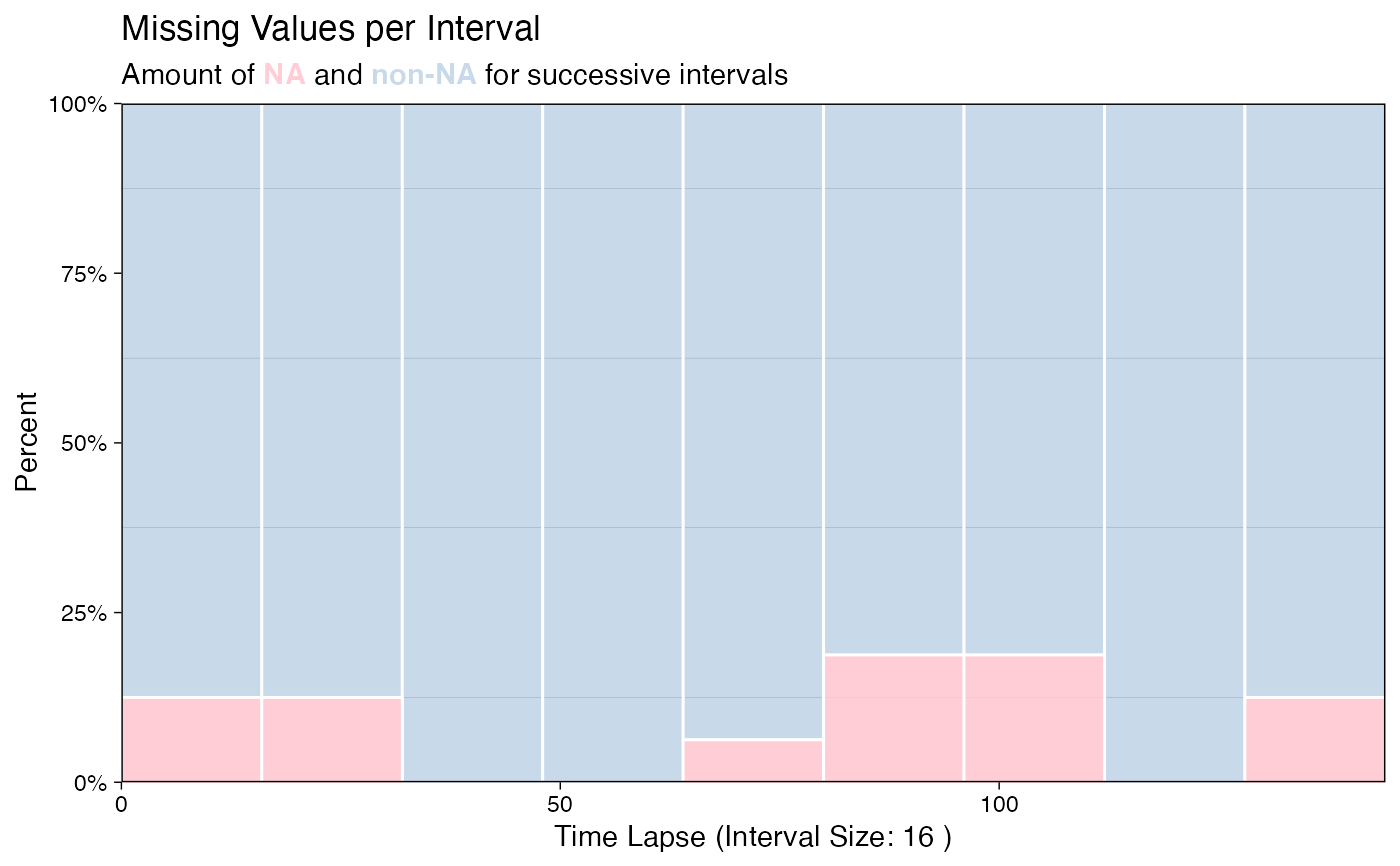 Missing Values per Interval
Amount of NA and non-NA for successive intervals
100%
75%
50%
25%
0%
Percent
0 50 100
Time Lapse (Interval Size: 16 )